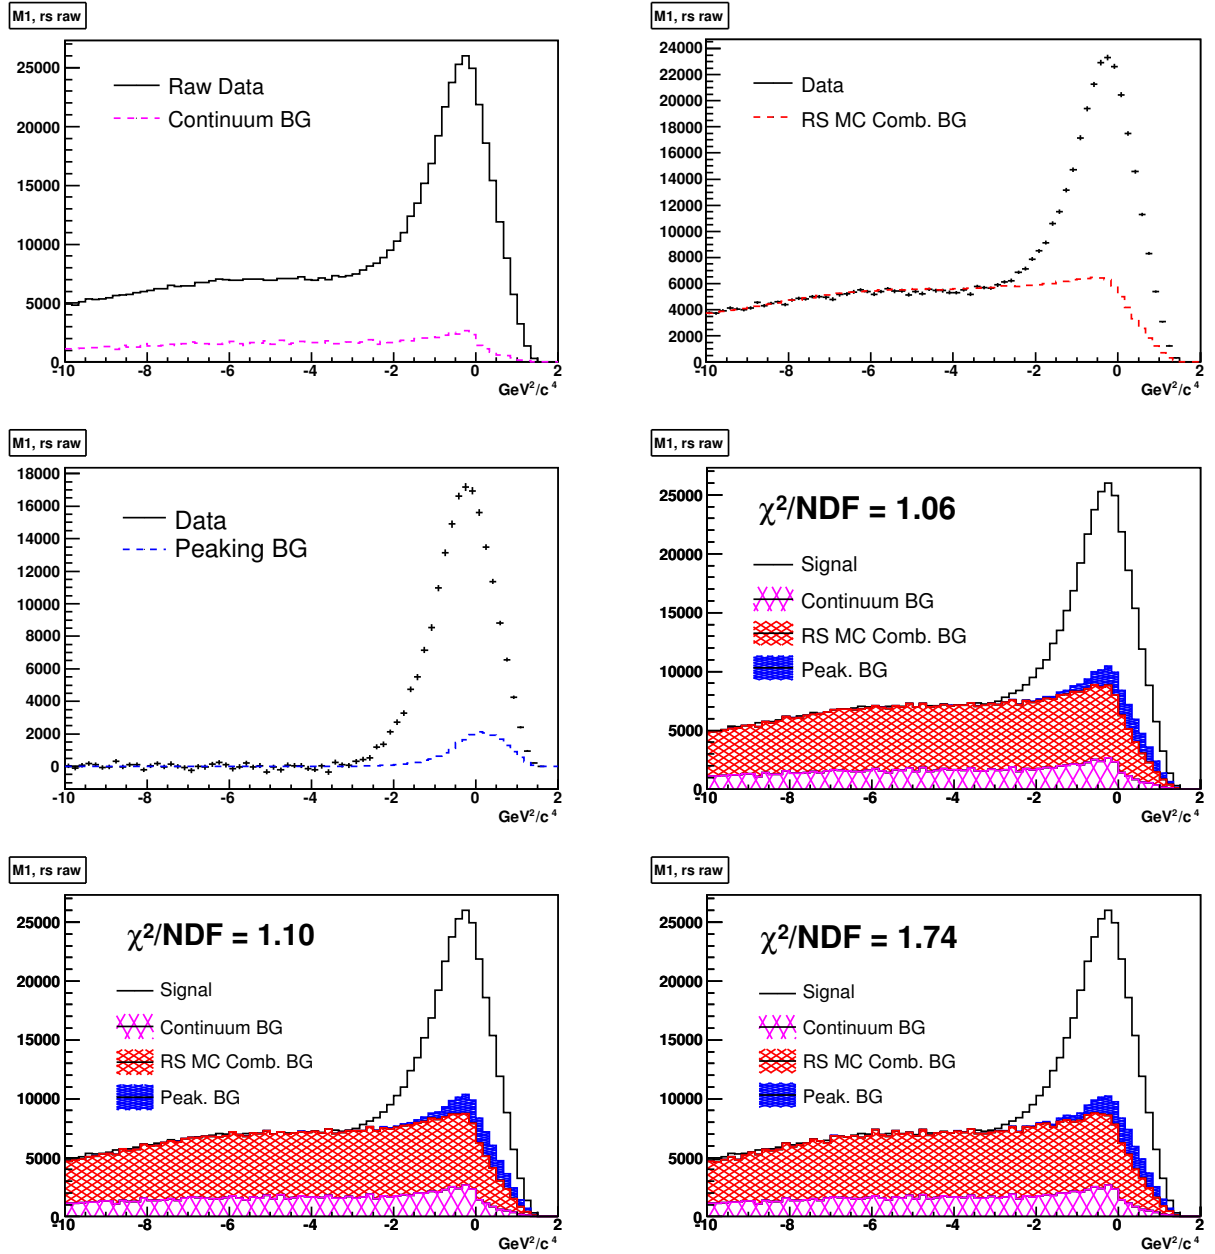 M1, rs raw
25000
20000
15000
10000
5000
0
Raw Data
Continuum BG
-10 -8 -6 -4 -2 0 2
GeV²/c⁴
M1, rs raw
24000
22000
20000
18000
16000
14000
12000
10000
8000
6000
4000
2000
0
Data
RS MC Comb. BG
-10 -8 -6 -4 -2 0 2
GeV²/c⁴
M1, rs raw
18000
16000
14000
12000
10000
8000
6000
4000
2000
0
Data
Peaking BG
-10 -8 -6 -4 -2 0 2
GeV²/c⁴
M1, rs raw
25000
20000
15000
10000
5000
0
χ²/NDF = 1.06
Signal
Continuum BG
RS MC Comb. BG
Peak. BG
-10 -8 -6 -4 -2 0 2
GeV²/c⁴
M1, rs raw
25000
20000
15000
10000
5000
0
χ²/NDF = 1.10
Signal
Continuum BG
RS MC Comb. BG
Peak. BG
-10 -8 -6 -4 -2 0 2
GeV²/c⁴
M1, rs raw
25000
20000
15000
10000
5000
0
χ²/NDF = 1.74
Signal
Continuum BG
RS MC Comb. BG
Peak. BG
-10 -8 -6 -4 -2 0 2
GeV²/c⁴